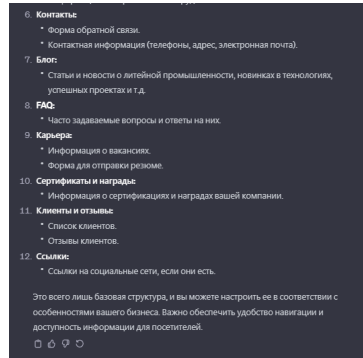 6. Контакты:
• Форма обратной связи.
• Контактная информация (телефоны, адрес, электронная почта).
7. Блог:
• Статьи и новости о литейной промышленности, новинках в технологиях,
успешных проектах и т.д.
8. FAQ:
• Часто задаваемые вопросы и ответы на них.
9. Карьера:
• Информация о вакансиях.
• Форма для отправки резюме.
10. Сертификаты и награды:
• Информация о сертификациях и наградах вашей компании.
11. Клиенты и отзывы:
• Список клиентов.
• Отзывы клиентов.
12. Ссылки:
• Ссылки на социальные сети, если они есть.
Это всего лишь базовая структура, и вы можете настроить ее в соответствии с
особенностями вашего бизнеса. Важно обеспечить удобство навигации и
доступность информации для посетителей.